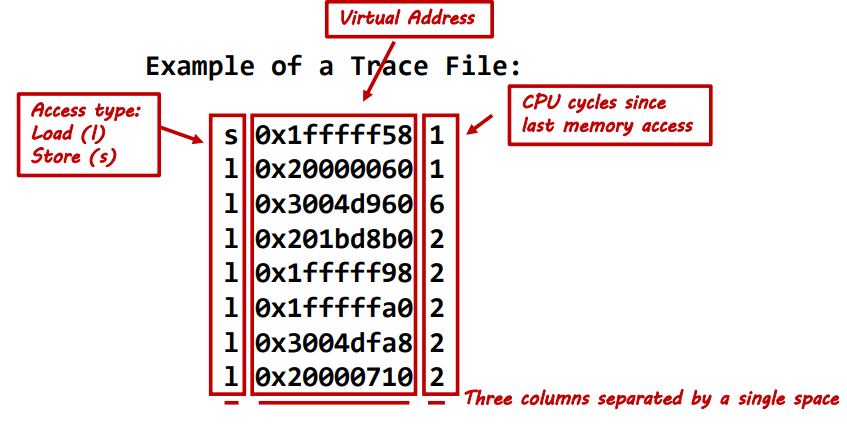 Virtual Address
Example of a Trace File:
Access type:
Load (l)
Store (s)
CPU cycles since
last memory access
s 0x1fffff58 1
l 0x20000060 1
l 0x3004d960 6
l 0x201bd8b0 2
l 0x1fffff98 2
l 0x1fffffa0 2
l 0x3004dfa8 2
l 0x20000710 2
Three columns separated by a single space